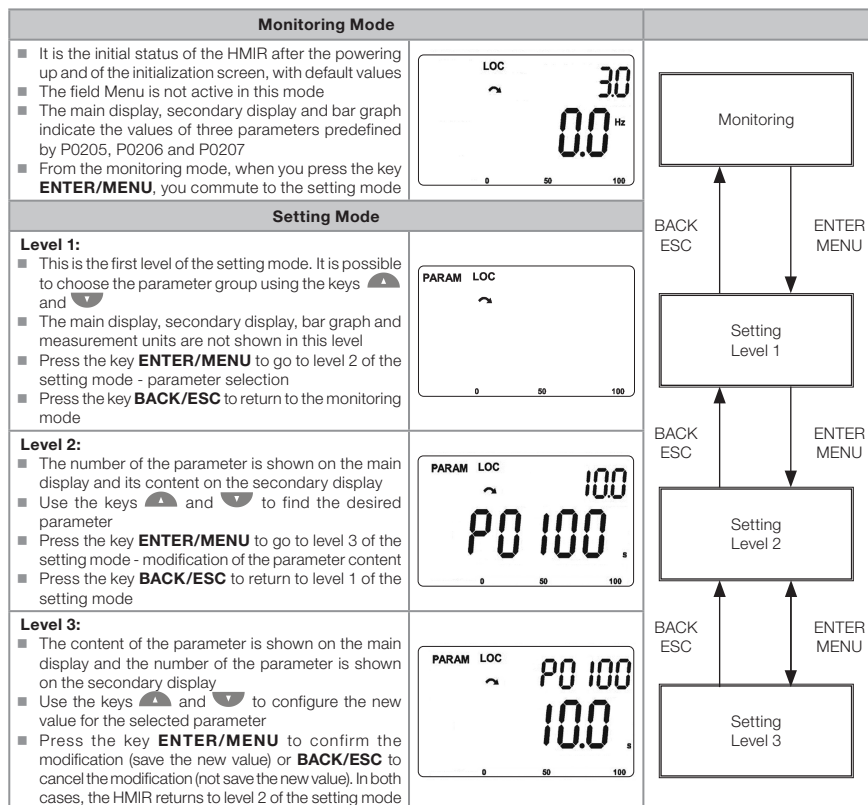 Monitoring Mode
■ It is the initial status of the HMIR after the powering
up and of the initialization screen, with default values
■ The field Menu is not active in this mode
■ The main display, secondary display and bar graph
indicate the values of three parameters predefined
by P0205, P0206 and P0207
■ From the monitoring mode, when you press the key
ENTER/MENU, you commute to the setting mode
LOC
3.0
0.0 Hz
0 50 100
Setting Mode
Level 1:
■ This is the first level of the setting mode. It is possible
to choose the parameter group using the keys
and
■ The main display, secondary display, bar graph and
measurement units are not shown in this level
■ Press the key ENTER/MENU to go to level 2 of the
setting mode - parameter selection
■ Press the key BACK/ESC to return to the monitoring
mode
PARAM LOC
0 50 100
Level 2:
■ The number of the parameter is shown on the main
display and its content on the secondary display
■ Use the keys and to find the desired
parameter
■ Press the key ENTER/MENU to go to level 3 of the
setting mode - modification of the parameter content
■ Press the key BACK/ESC to return to level 1 of the
setting mode
PARAM LOC
10.0
P0100 s
0 50 100
Level 3:
■ The content of the parameter is shown on the main
display and the number of the parameter is shown
on the secondary display
■ Use the keys and to configure the new
value for the selected parameter
■ Press the key ENTER/MENU to confirm the
modification (save the new value) or BACK/ESC to
cancel the modification (not save the new value). In both
cases, the HMIR returns to level 2 of the setting mode
PARAM LOC
P0100
10.0 s
0 50 100
Monitoring
BACK
ESC
ENTER
MENU
Setting
Level 1
BACK
ESC
ENTER
MENU
Setting
Level 2
BACK
ESC
ENTER
MENU
Setting
Level 3